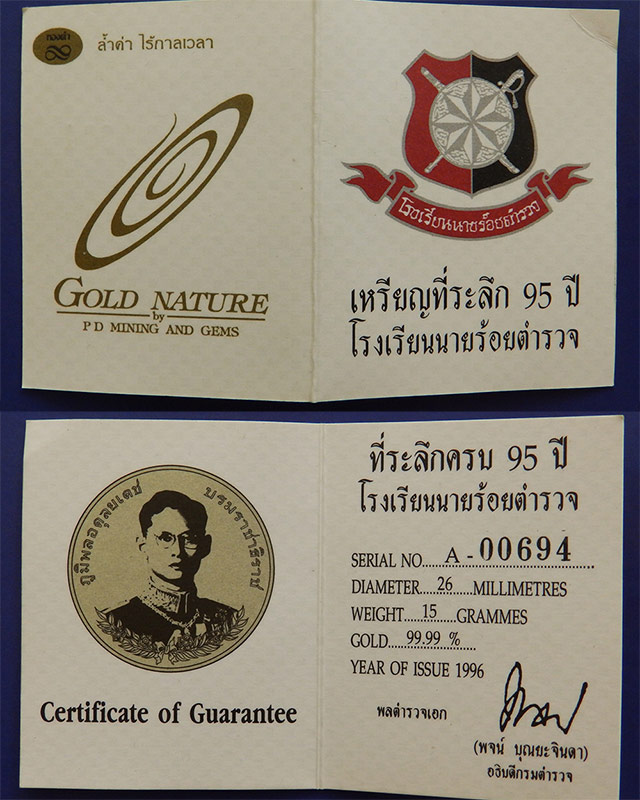 ทองคำ
ล้ำค่า ไร้กาลเวลา
GOLD NATURE
by
P D MINING AND GEMS
โรงเรียนนายร้อยตำรวจ
เหรียญที่ระลึก 95 ปี
โรงเรียนนายร้อยตำรวจ
ภูมิพลอดุลยเดช บรมราชาธิราช
Certificate of Guarantee
ที่ระลึกครบ 95 ปี
โรงเรียนนายร้อยตำรวจ
SERIAL NO....A - 00694
DIAMETER....26....MILLIMETRES
WEIGHT....15....GRAMMES
GOLD....99.99 %....
YEAR OF ISSUE 1996
พลตำรวจเอก
(พจน์ บุณยะจินดา)
อธิบดีกรมตำรวจ